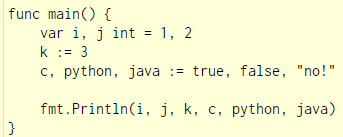 func main() {
    var i, j int = 1, 2
    k := 3
    c, python, java := true, false, "no!"

    fmt.Println(i, j, k, c, python, java)
}